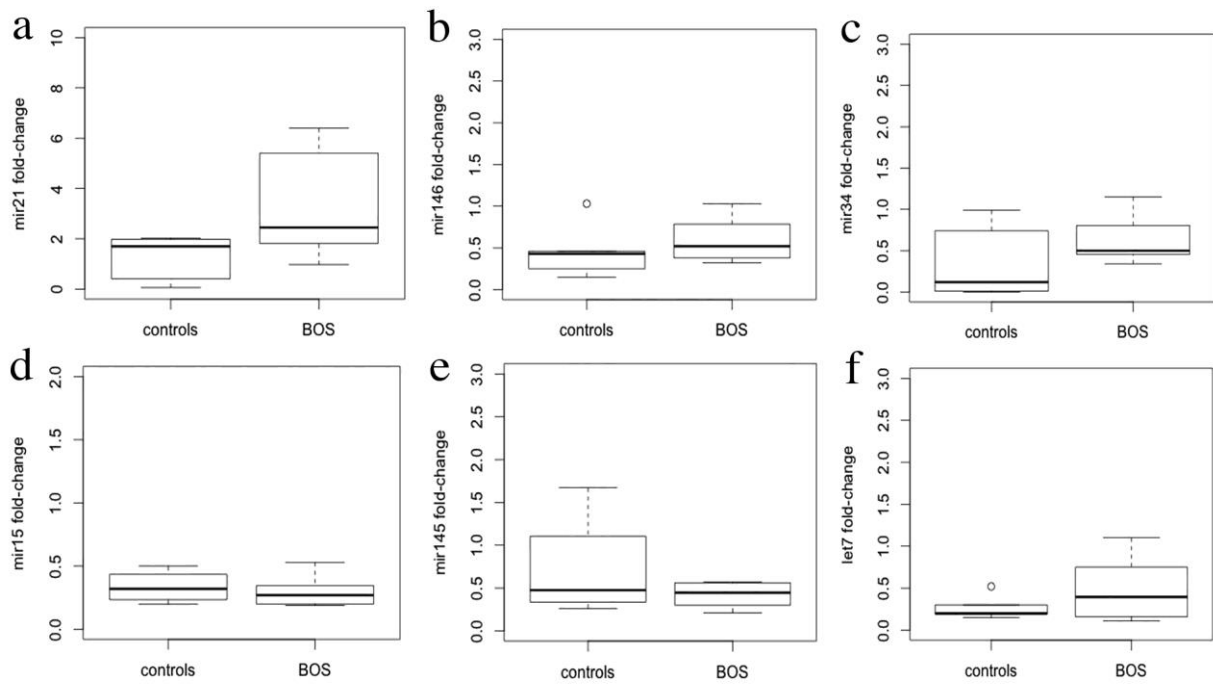 a
mir21 fold-change
10
8
6
4
2
0
controls BOS
b
mir146 fold-change
3.0
2.5
2.0
1.5
1.0
0.5
0.0
controls BOS
c
mir34 fold-change
3.0
2.5
2.0
1.5
1.0
0.5
0.0
controls BOS
d
mir15 fold-change
2.0
1.5
1.0
0.5
0.0
controls BOS
e
mir145 fold-change
3.0
2.5
2.0
1.5
1.0
0.5
0.0
controls BOS
f
let7 fold-change
3.0
2.5
2.0
1.5
1.0
0.5
0.0
controls BOS